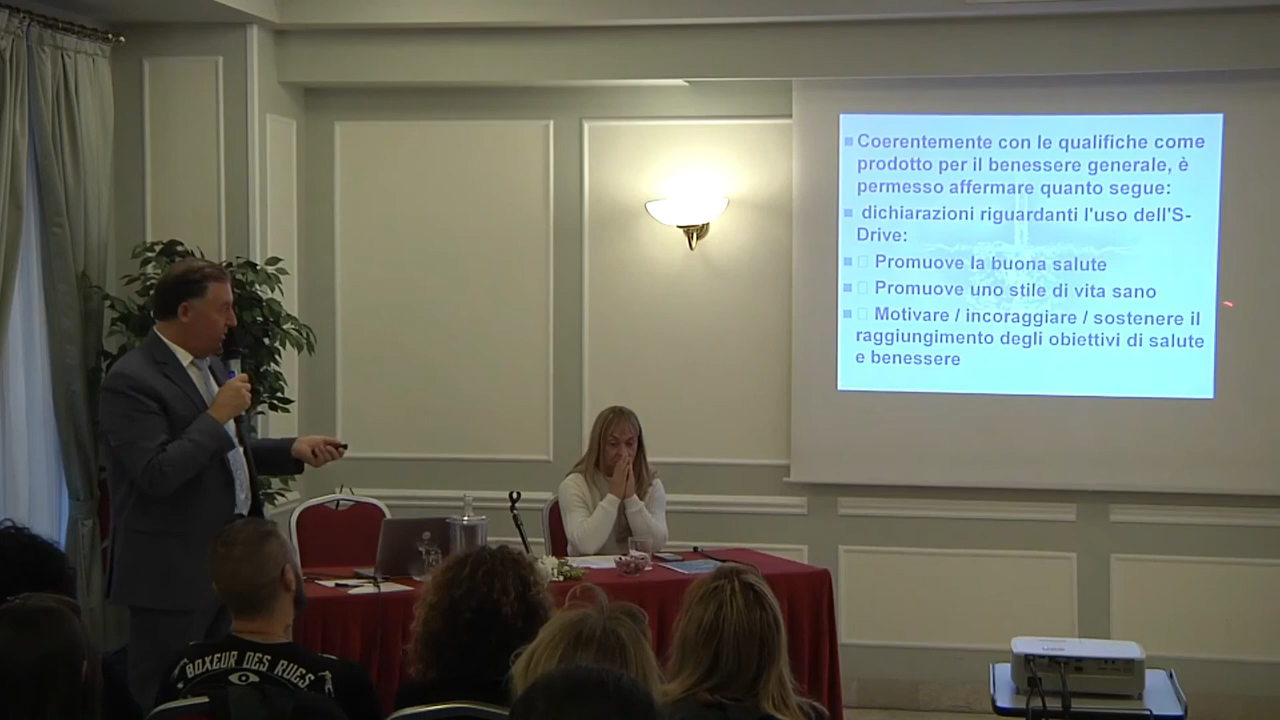 Coerentemente con le qualifiche come
prodotto per il benessere generale, è
permesso affermare quanto segue:
dichiarazioni riguardanti l'uso dell'S-
Drive:
Promuove la buona salute
Promuove uno stile di vita sano
Motivare / incoraggiare / sostenere il
raggiungimento degli obiettivi di salute
e benessere
BOXEUR DES RUES